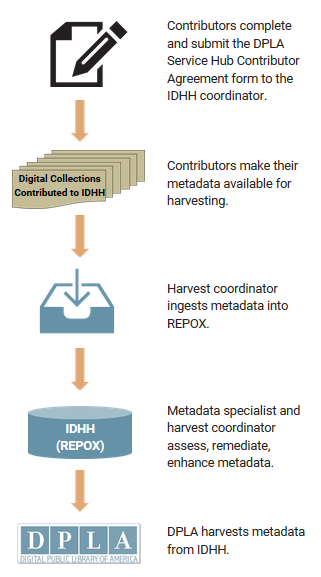 Contributors complete
and submit the DPLA
Service Hub Contributor
Agreement form to the
IDHH coordinator.
Digital Collections
Contributed to IDHH
Contributors make their
metadata available for
harvesting.
Harvest coordinator
ingests metadata into
REPOX.
IDHH
(REPOX)
Metadata specialist and
harvest coordinator
assess, remediate,
enhance metadata.
DPLA
DIGITAL PUBLIC LIBRARY OF AMERICA
DPLA harvests metadata
from IDHH.